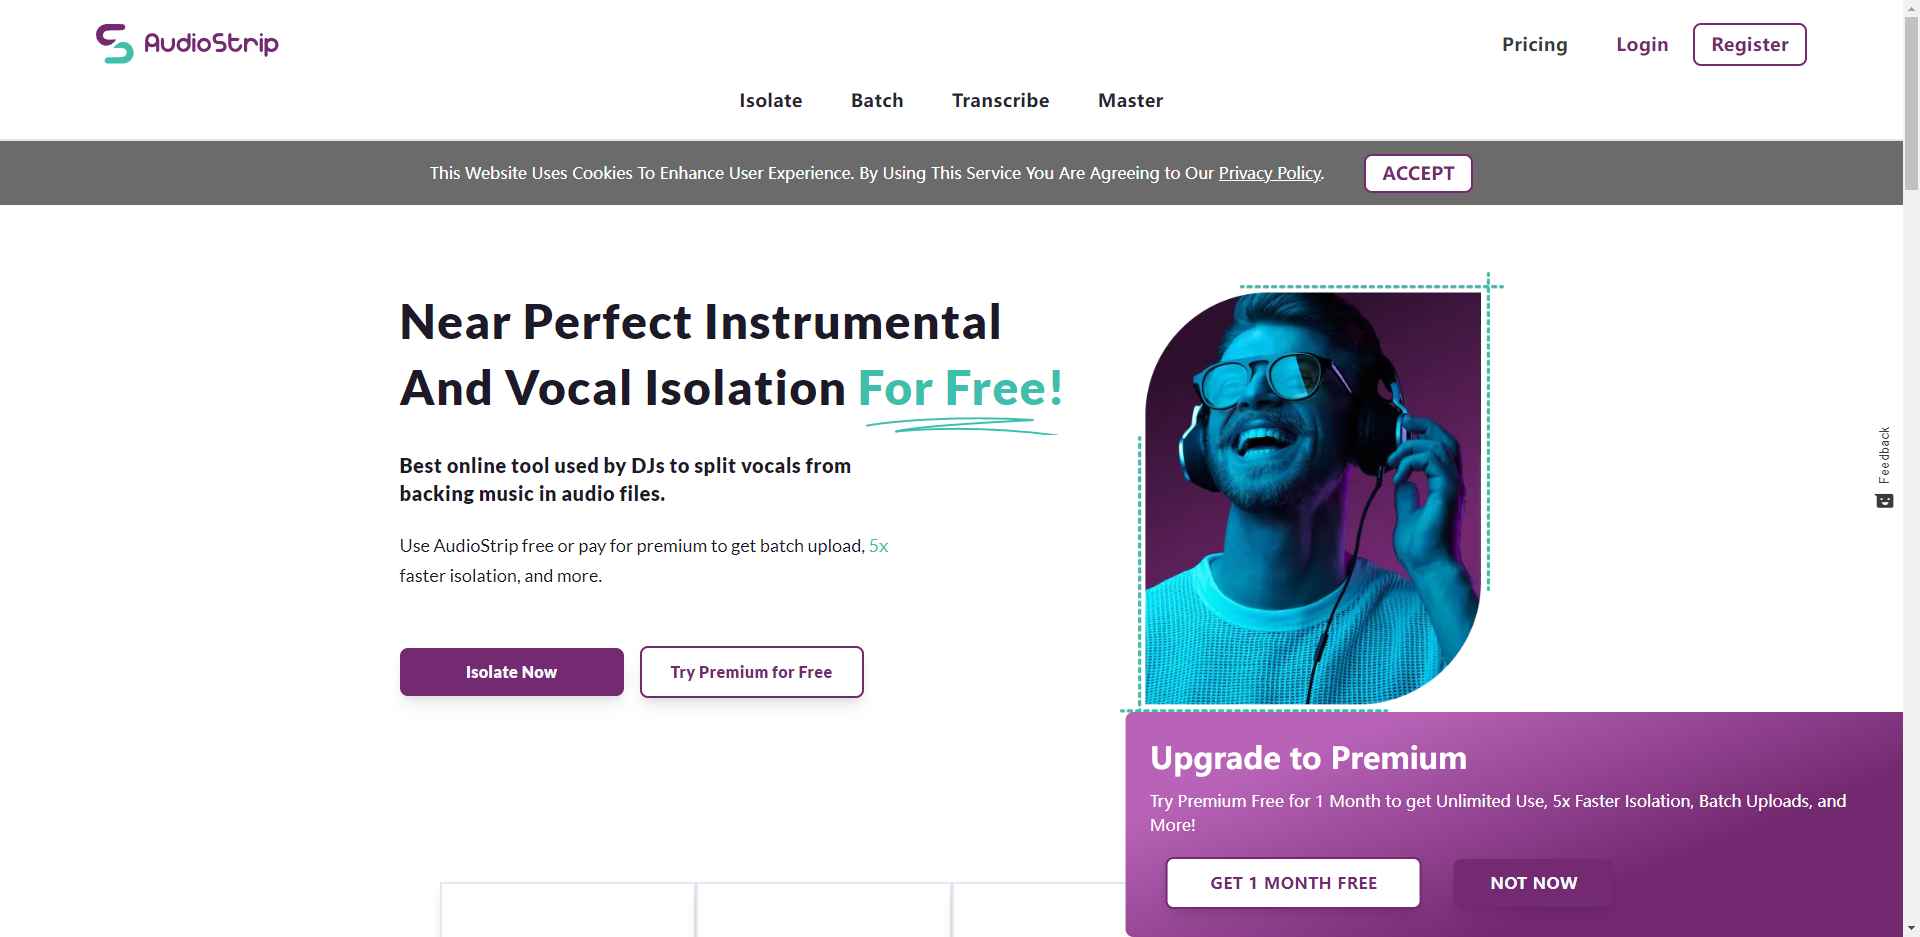 AudioStrip
Pricing
Login
Register
Isolate
Batch
Transcribe
Master
This Website Uses Cookies To Enhance User Experience. By Using This Service You Are Agreeing to Our Privacy Policy.
ACCEPT
Near Perfect Instrumental
And Vocal Isolation For Free!
Best online tool used by DJs to split vocals from
backing music in audio files.
Use AudioStrip free or pay for premium to get batch upload, 5x
faster isolation, and more.
Isolate Now
Try Premium for Free
Feedback
Upgrade to Premium
Try Premium Free for 1 Month to get Unlimited Use, 5x Faster Isolation, Batch Uploads, and
More!
GET 1 MONTH FREE
NOT NOW